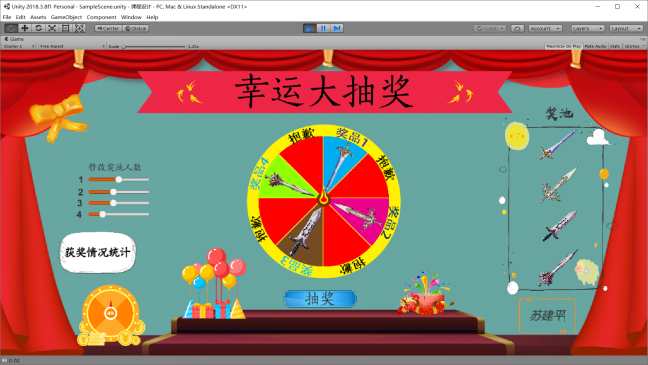 Unity 2018.3.8f1 Personal - SampleScene.unity - 课程设计 - PC, Mac & Linux Standalone <DX11>
File Edit Assets GameObject Component Window Help
Center Global Collab Account Layers Layout
Game
Display 1 Free Aspect Scale 1.25x Maximize On Play Mute Audio Stats Gizmos
幸运大抽奖
奖池
修改奖池人数
1
2
3
4
获奖情况统计
奖品1
抱歉
奖品2
抱歉
奖品3
抱歉
奖品4
抱歉
抽奖
苏建平
0.00